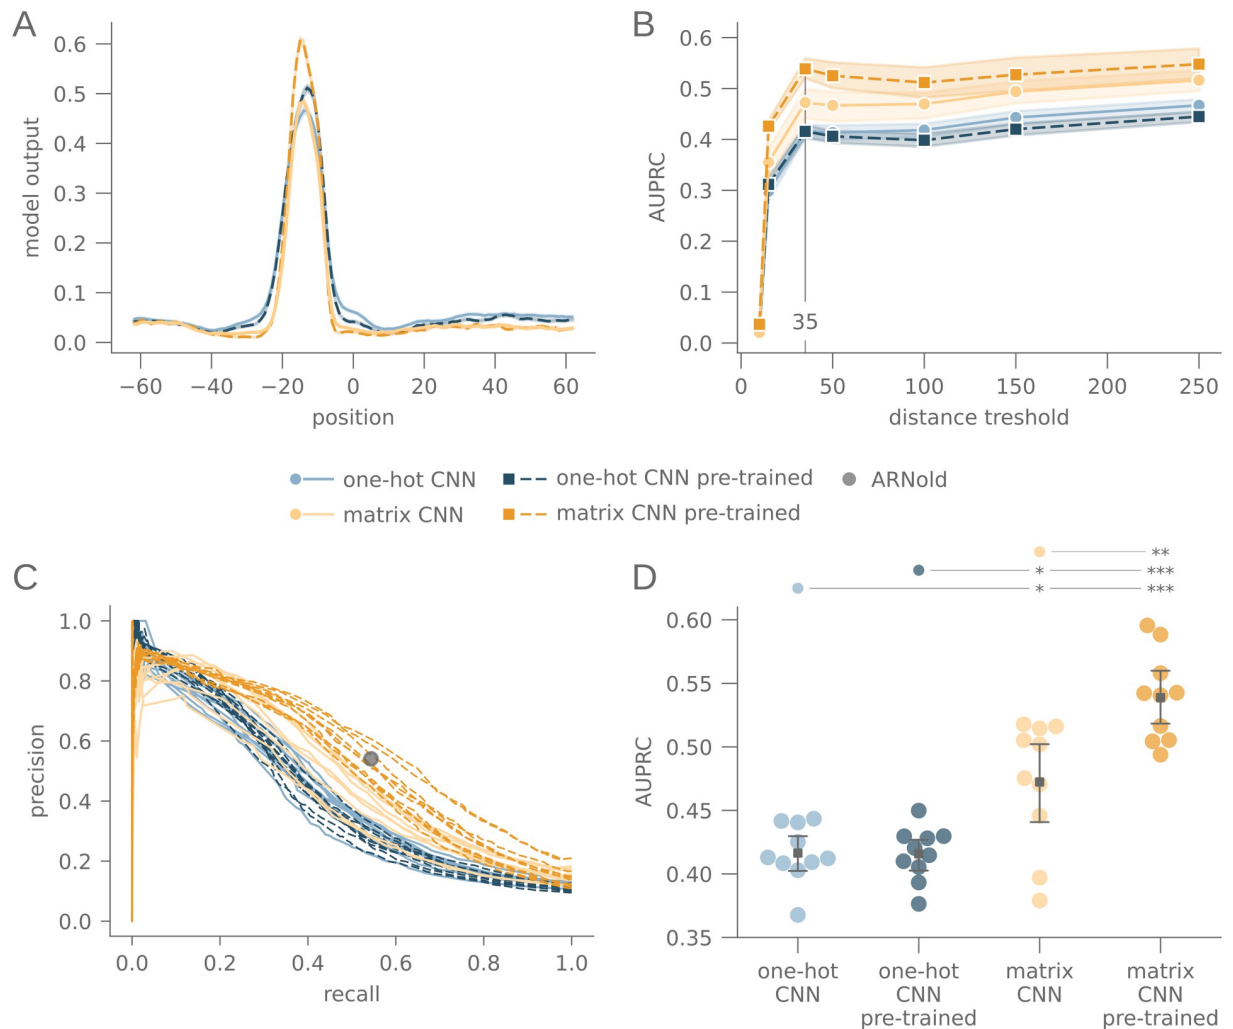 A
0.6
0.5
0.4
0.3
0.2
0.1
0.0
model output
−60 −40 −20 0 20 40 60
position
B
0.6
0.5
0.4
0.3
0.2
0.1
0.0
AUPRC
35
0 50 100 150 200 250
distance treshold
one-hot CNN one-hot CNN pre-trained ARNold
matrix CNN matrix CNN pre-trained
C
1.0
0.8
0.6
0.4
0.2
0.0
precision
0.0 0.2 0.4 0.6 0.8 1.0
recall
D
**
* ***
* ***
0.60
0.55
0.50
0.45
0.40
0.35
AUPRC
one-hot
CNN
one-hot
CNN
pre-trained
matrix
CNN
matrix
CNN
pre-trained